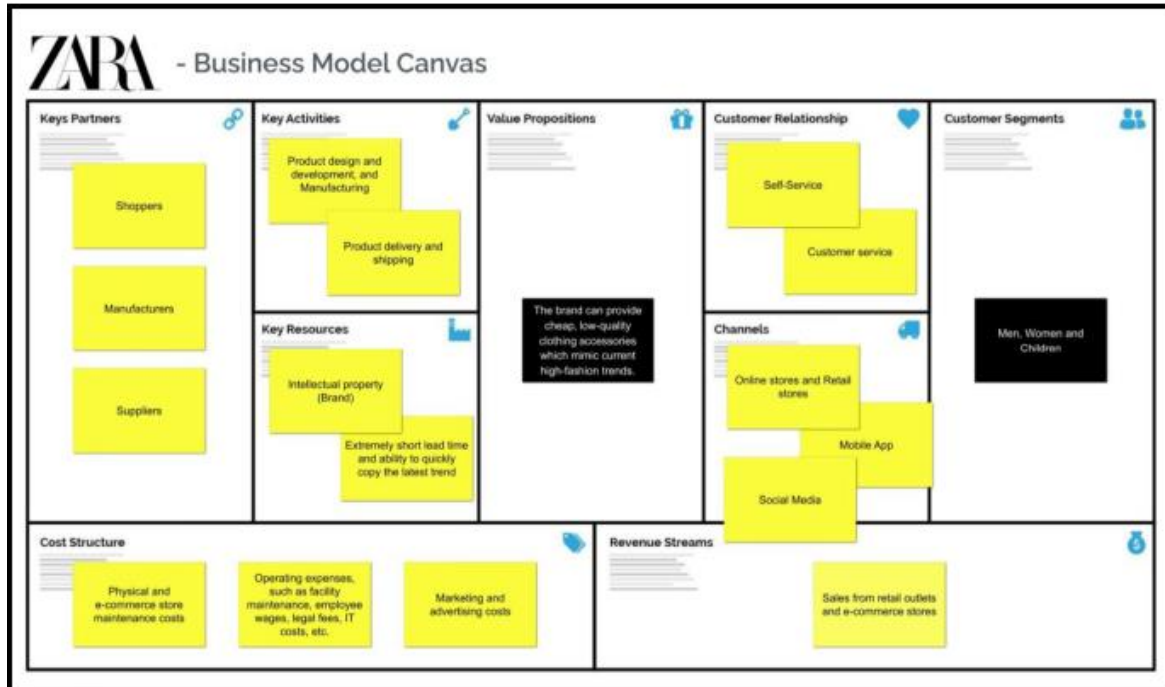 ZARA - Business Model Canvas
Keys Partners
Shoppers
Manufacturers
Suppliers
Key Activities
Product design and
development, and
Manufacturing
Product delivery and
shipping
Key Resources
Intellectual property
(Brand)
Extremely short lead time
and ability to quickly
copy the latest trend
Value Propositions
The brand can provide
cheap, low-quality
clothing accessories
which mimic current
high-fashion trends.
Customer Relationship
Self-Service
Customer service
Channels
Online stores and Retail
stores
Mobile App
Social Media
Customer Segments
Men, Women and
Children
Cost Structure
Physical and
e-commerce store
maintenance costs
Operating expenses,
such as facility
maintenance, employee
wages, legal fees, IT
costs, etc.
Marketing and
advertising costs
Revenue Streams
Sales from retail outlets
and e-commerce stores